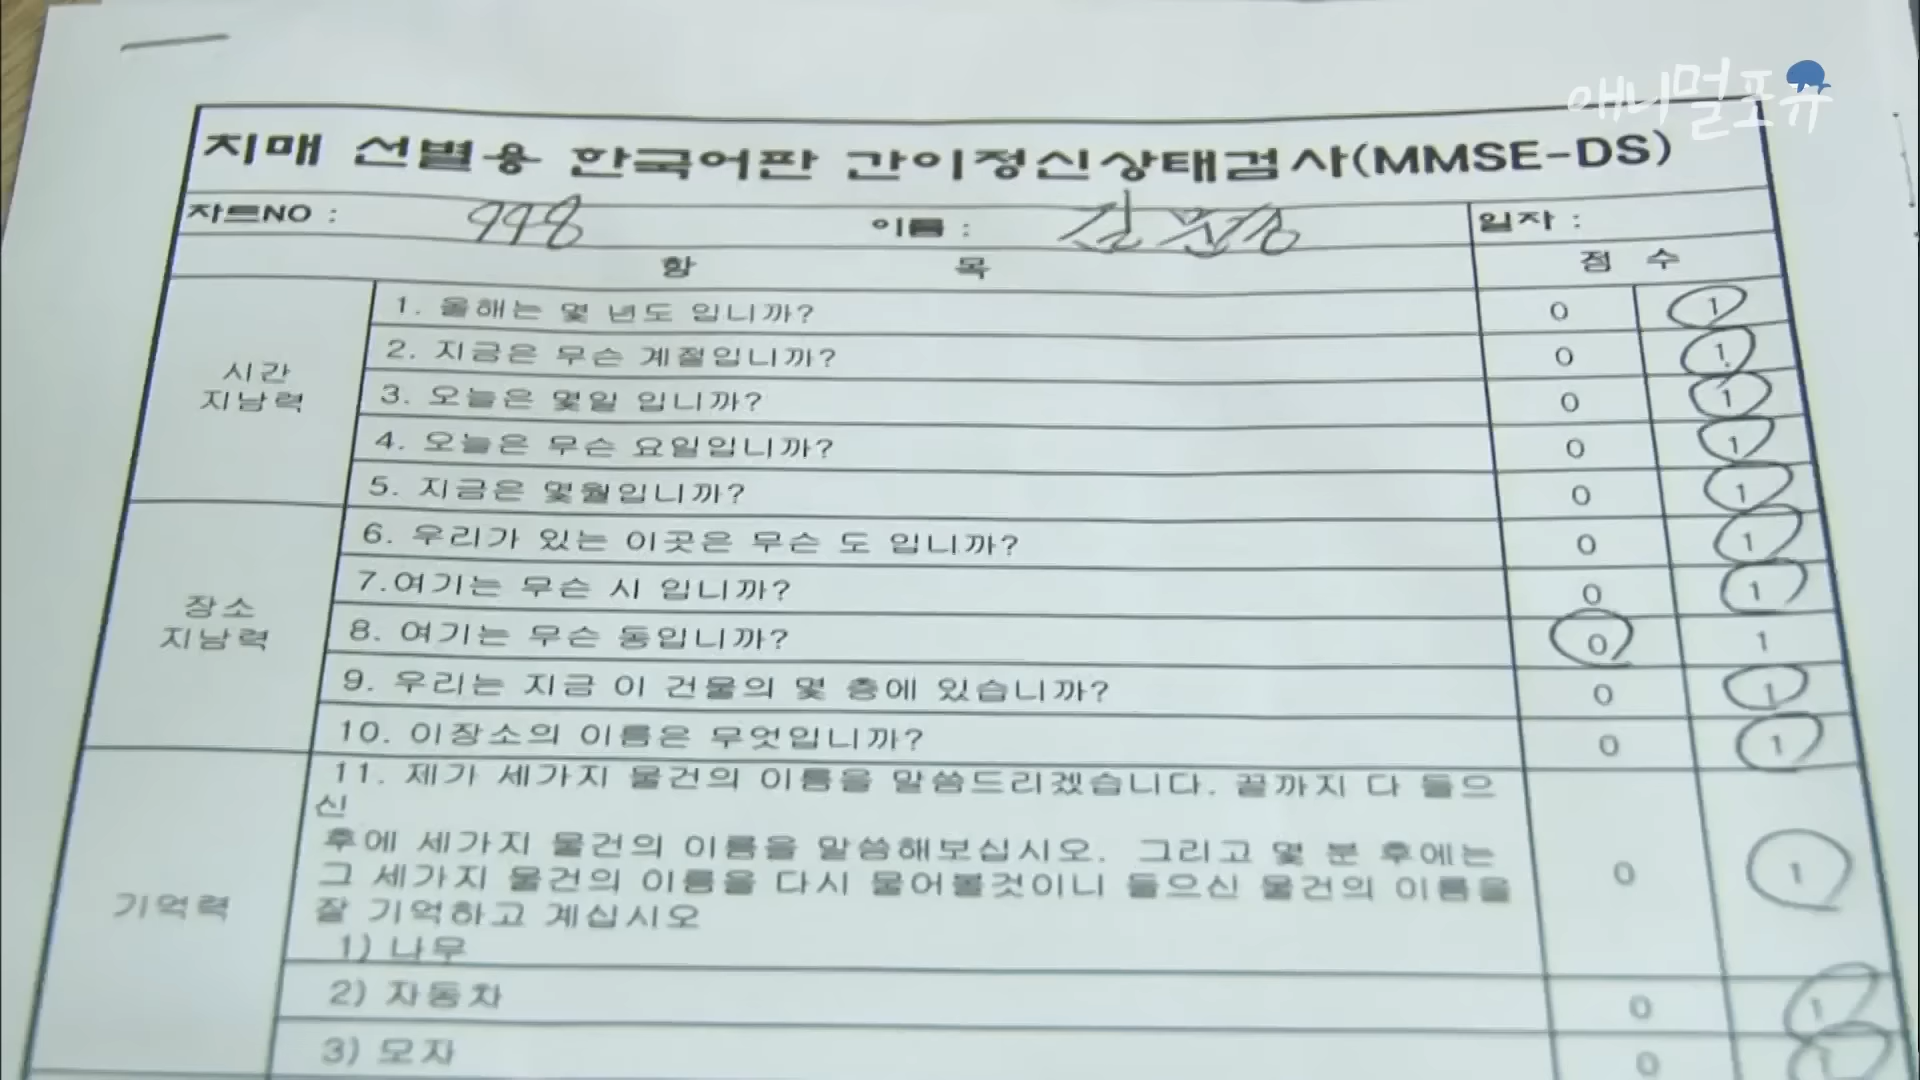 애니멀포유
치매 선별용 한국어판 간이정신상태검사(MMSE-DS)
차트NO : 998 이름 : 일자 :
항 목 점 수
시간
지남력
1. 올해는 몇 년도 입니까? 0 1
2. 지금은 무슨 계절입니까? 0 1
3. 오늘은 몇일 입니까? 0 1
4. 오늘은 무슨 요일입니까? 0 1
5. 지금은 몇월입니까? 0 1
장소
지남력
6. 우리가 있는 이곳은 무슨 도 입니까? 0 1
7.여기는 무슨 시 입니까? 0 1
8. 여기는 무슨 동입니까? 0 1
9. 우리는 지금 이 건물의 몇 층에 있습니까? 0 1
10. 이장소의 이름은 무엇입니까? 0 1
기억력
11. 제가 세가지 물건의 이름을 말씀드리겠습니다. 끝까지 다 들으
신
후에 세가지 물건의 이름을 말씀해보십시오. 그리고 몇 분 후에는
그 세가지 물건의 이름을 다시 물어볼것이니 들으신 물건의 이름을
잘 기억하고 계십시오
1) 나무 0 1
2) 자동차 0 1
3) 모자 0 1